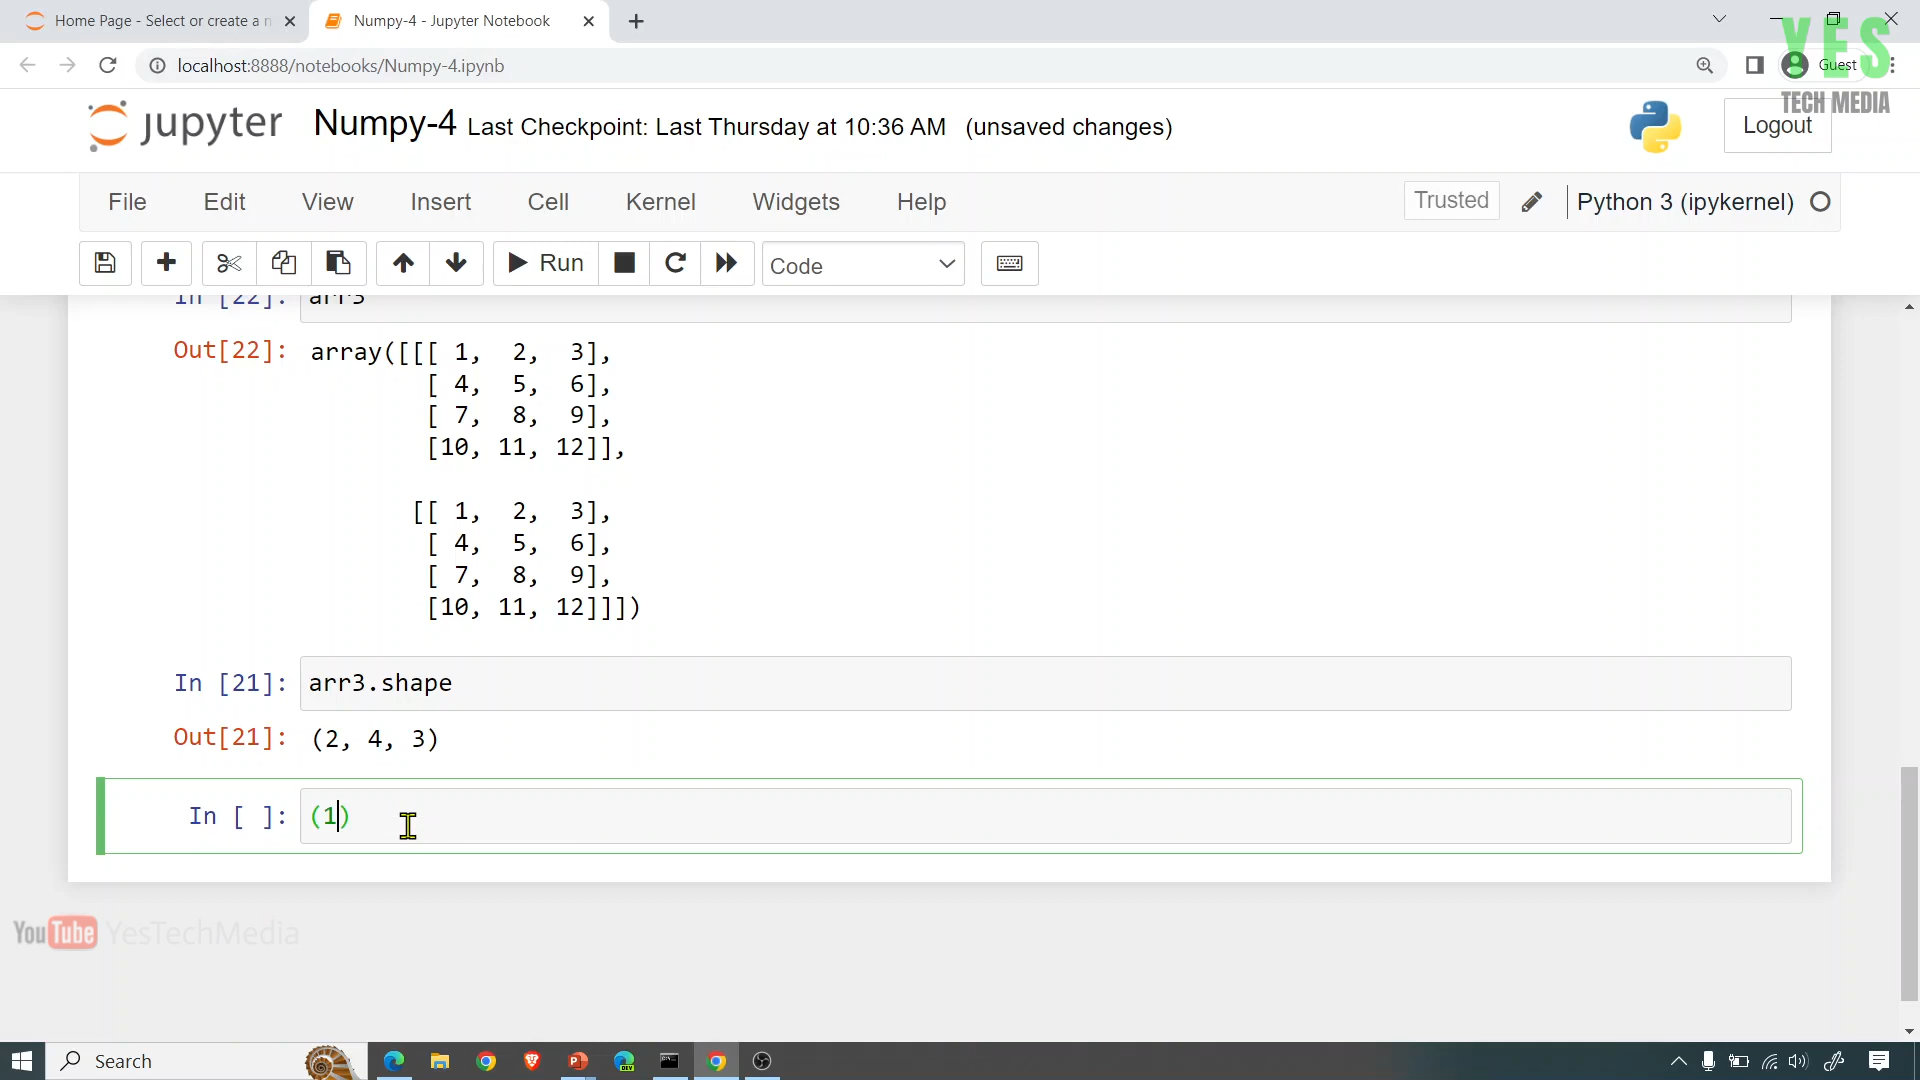 Home Page - Select or create a n
Numpy-4 - Jupyter Notebook
localhost:8888/notebooks/Numpy-4.ipynb
Guest
YES
TECH MEDIA
jupyter
Numpy-4 Last Checkpoint: Last Thursday at 10:36 AM (unsaved changes)
Logout
File Edit View Insert Cell Kernel Widgets Help
Trusted
Python 3 (ipykernel)
Run
Code
In [22]: arr3
Out[22]: array([[[ 1,  2,  3],
[ 4,  5,  6],
[ 7,  8,  9],
[10, 11, 12]],
[[ 1,  2,  3],
[ 4,  5,  6],
[ 7,  8,  9],
[10, 11, 12]]])
In [21]: arr3.shape
Out[21]: (2, 4, 3)
In [ ]: (1)
YouTube YesTechMedia
Search